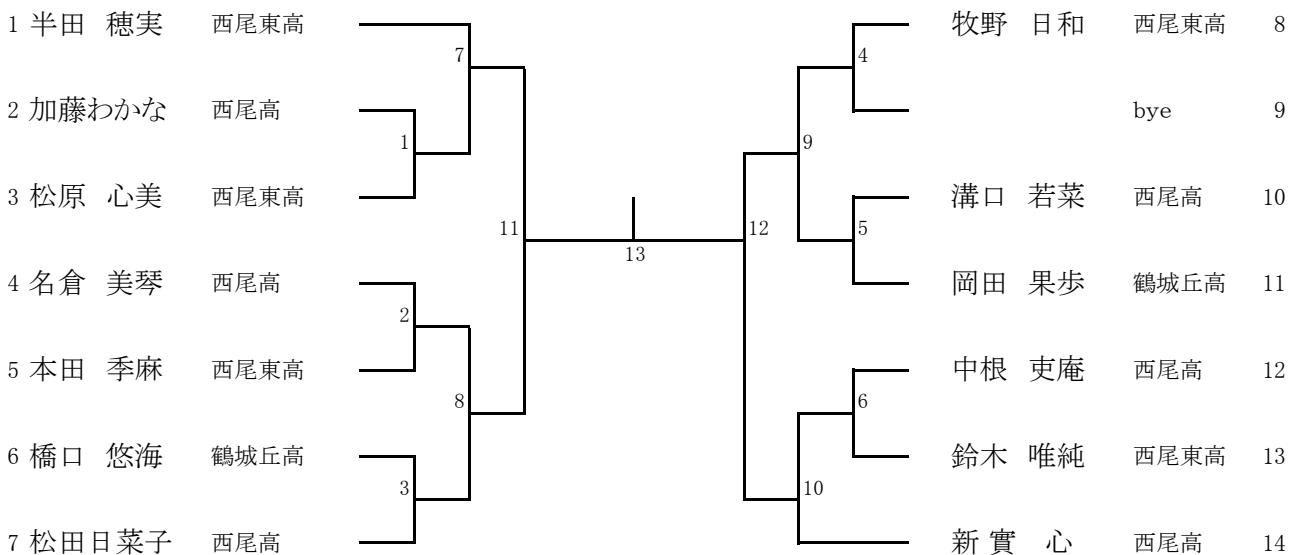 1 半田 穂実 西尾東高
牧野 日和 西尾東高 8
7
4
2 加藤わかな 西尾高
bye 9
1
9
3 松原 心美 西尾東高
溝口 若菜 西尾高 10
11
12
5
13
4 名倉 美琴 西尾高
岡田 果歩 鶴城丘高 11
2
5 本田 季麻 西尾東高
中根 吏庵 西尾高 12
8
6
6 橋口 悠海 鶴城丘高
鈴木 唯純 西尾東高 13
3
10
7 松田日菜子 西尾高
新實 心 西尾高 14